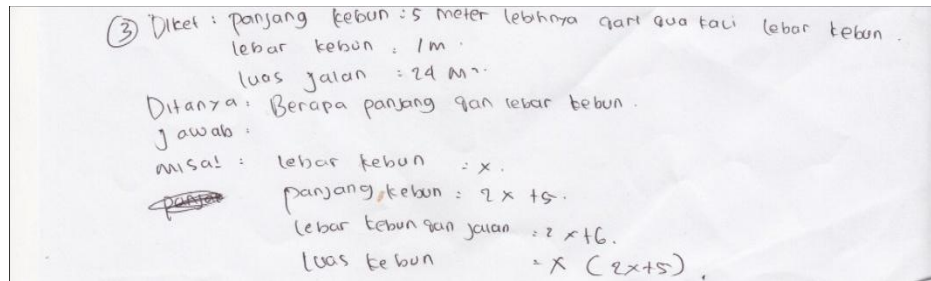 ③ Diket : panjang kebun : 5 meter lebihnya dari dua kali lebar kebun .
lebar kebun : 1m .
luas jalan : 24 m².
Ditanya : Berapa panjang dan lebar kebun .
jawab :
misal : lebar kebun : x .
panjang kebun : 2x +5 .
lebar kebun dan jalan : 2x+6 .
luas kebun = x (2x+5) .